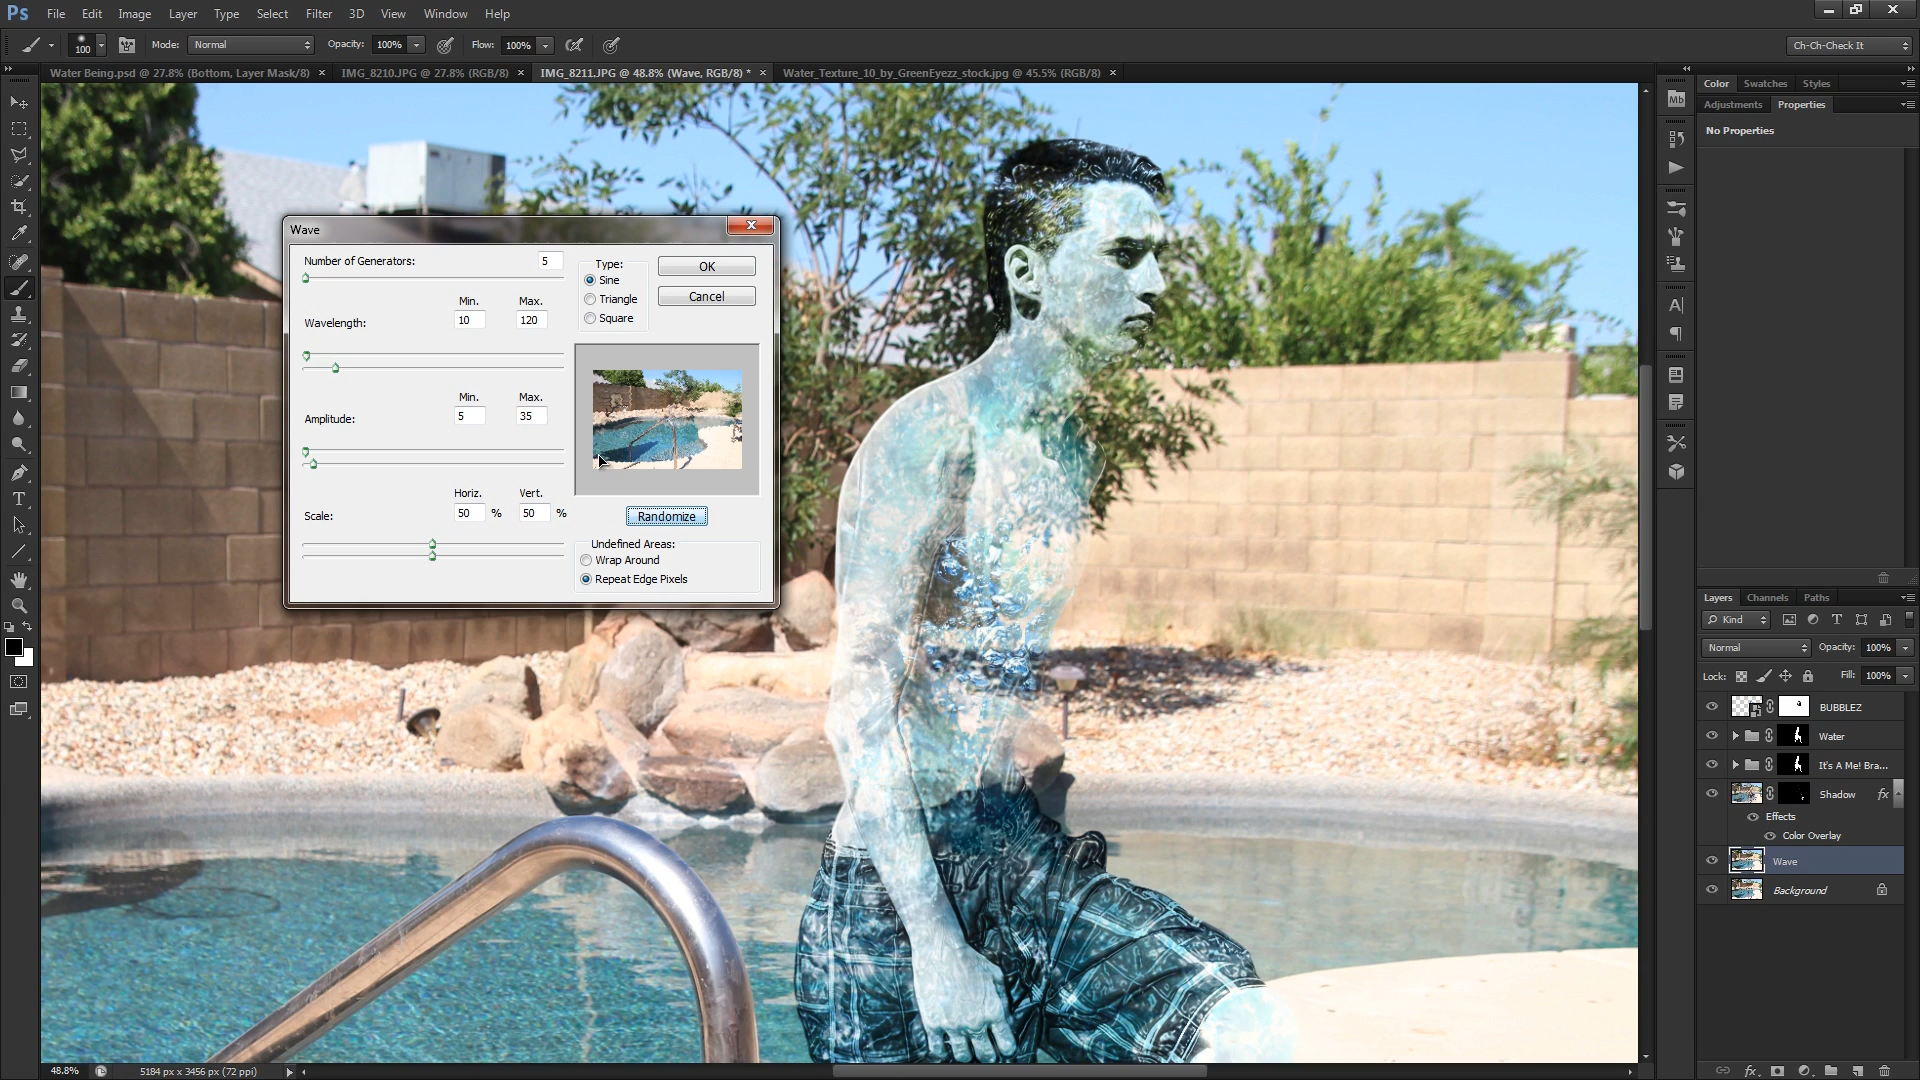 Ps File Edit Image Layer Type Select Filter 3D View Window Help
100 Mode: Normal Opacity: 100% Flow: 100% Ch-Ch-Check It
Water Being.psd @ 27.8% (Bottom, Layer Mask/8) × IMG_8210.JPG @ 27.8% (RGB/8) × IMG_8211.JPG @ 48.8% (Wave, RGB/8) * × Water_Texture_10_by_GreenEyezz_stock.jpg @ 45.5% (RGB/8) ×
Color Swatches Styles
Adjustments Properties
No Properties
Wave
Number of Generators: 5
Type:
Sine
Triangle
Square
OK
Cancel
Min. Max.
Wavelength: 10 120
Min. Max.
Amplitude: 5 35
Horiz. Vert.
Scale: 50 % 50 %
Randomize
Undefined Areas:
Wrap Around
Repeat Edge Pixels
Mb
Layers Channels Paths
Kind
Normal Opacity: 100%
Lock: Fill: 100%
BUBBLEZ
Water
It's A Me! Bra...
Shadow fx
Effects
Color Overlay
Wave
Background
48.8% 5184 px x 3456 px (72 ppi)
fx